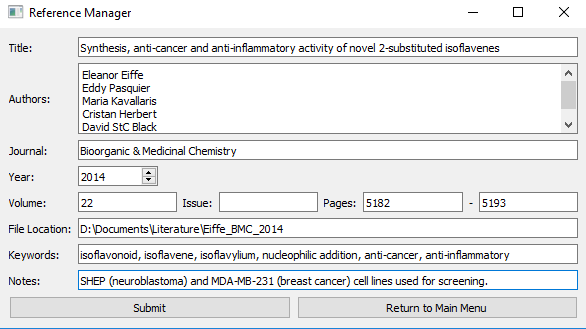 Reference Manager
Title: Synthesis, anti-cancer and anti-inflammatory activity of novel 2-substituted isoflavenes
Authors:
Eleanor Eiffe
Eddy Pasquier
Maria Kavallaris
Cristan Herbert
David StC Black
Journal: Bioorganic & Medicinal Chemistry
Year: 2014
Volume: 22 Issue: Pages: 5182 - 5193
File Location: D:\Documents\Literature\Eiffe_BMC_2014
Keywords: isoflavonoid, isoflavene, isoflavylium, nucleophilic addition, anti-cancer, anti-inflammatory
Notes: SHEP (neuroblastoma) and MDA-MB-231 (breast cancer) cell lines used for screening.
Submit Return to Main Menu